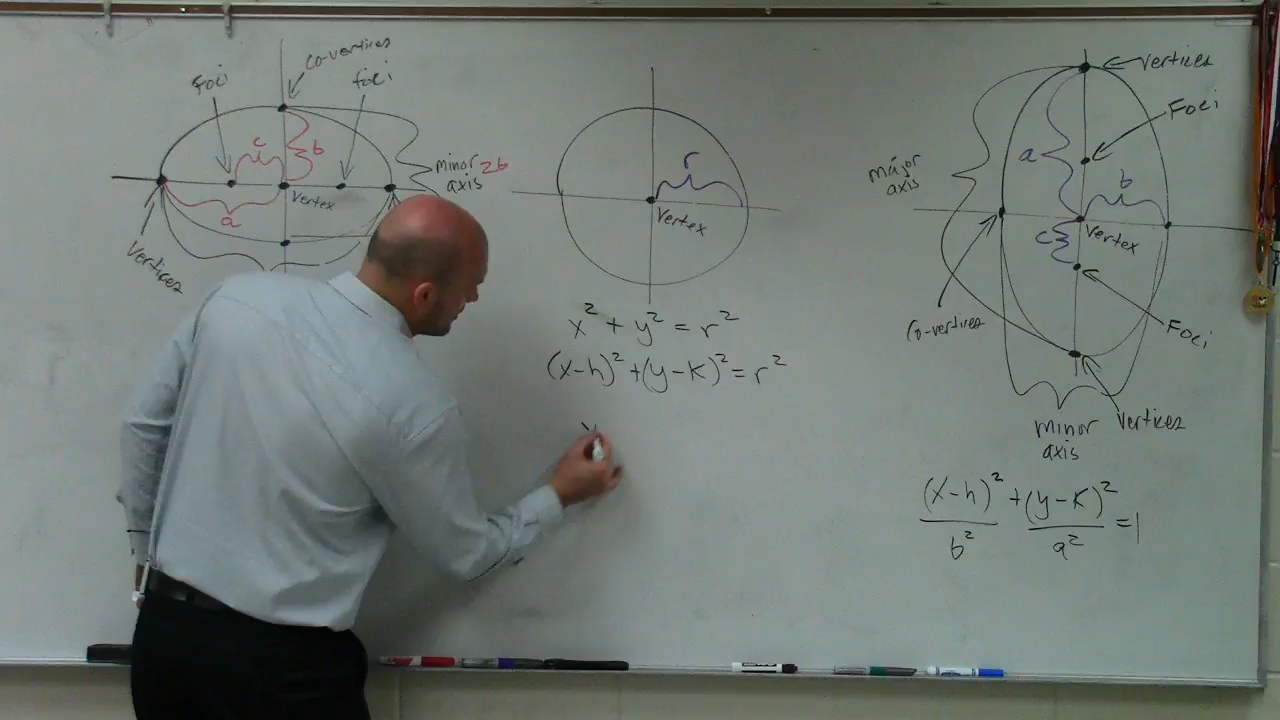 co-vertices
Foci
foci
c
b
minor 2b
axis
Vertex
a
Vertices
r
Vertex
x² + y² = r²
(x-h)² + (y-k)² = r²
Vertices
Foci
major
axis
a
b
c
Vertex
Co-vertices
Foci
Vertices
minor
axis
(x-h)² + (y-k)² = 1
b² a²